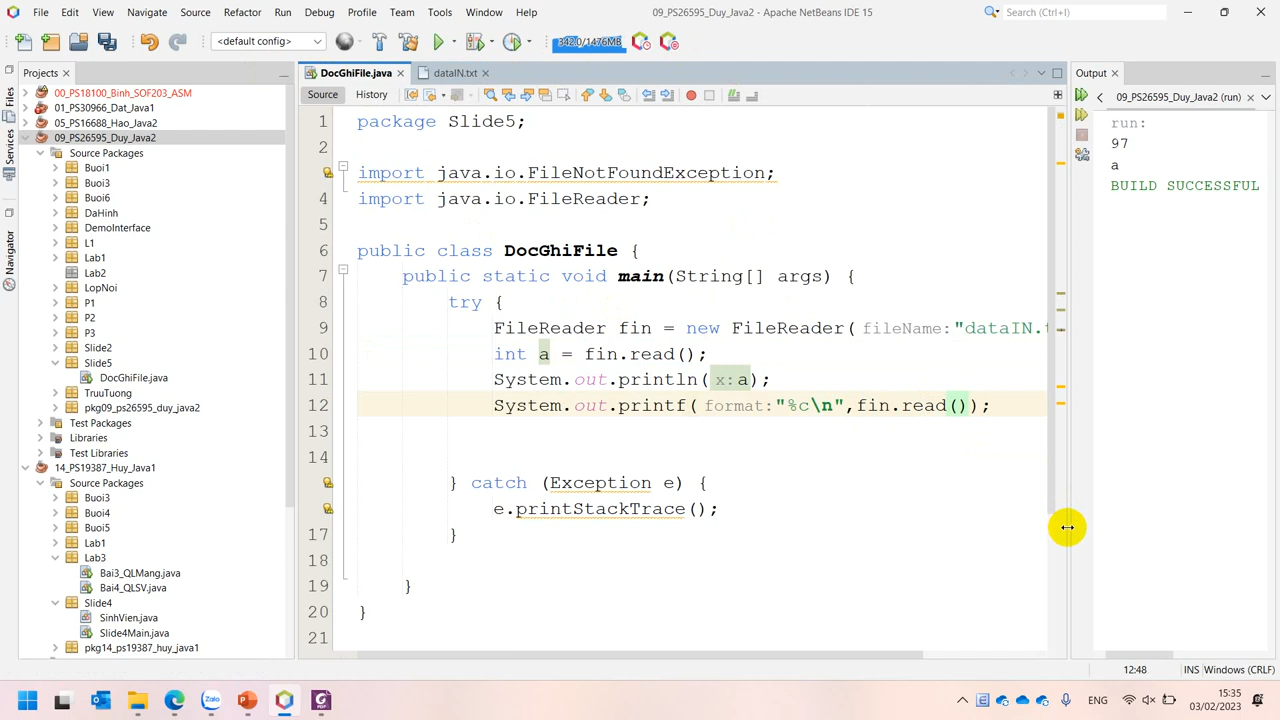 File Edit View Navigate Source Refactor Run Debug Profile Team Tools Window Help 09_PS26595_Duy_Java2 - Apache NetBeans IDE 15 Search (Ctrl+I)
<default config> 342.0/1476MB
Projects DocGhiFile.java dataIN.txt Output
Files
Services
Navigator
Source History
09_PS26595_Duy_Java2 (run)
00_PS18100_Binh_SOF203_ASM
01_PS30966_Dat_Java1
05_PS16688_Hao_Java2
09_PS26595_Duy_Java2
Source Packages
Buoi1
Buoi3
Buoi6
DaHinh
DemoInterface
L1
Lab1
Lab2
LopNoi
P1
P2
P3
Slide2
Slide5
DocGhiFile.java
TruuTuong
pkg09_ps26595_duy_java2
Test Packages
Libraries
Test Libraries
14_PS19387_Huy_Java1
Source Packages
Buoi3
Buoi4
Buoi5
Lab1
Lab3
Bai3_QLMang.java
Bai4_QLSV.java
Slide4
SinhVien.java
Slide4Main.java
pkg14_ps19387_huy_java1
1 package Slide5;
2
import java.io.FileNotFoundException;
4 import java.io.FileReader;
5
6 public class DocGhiFile {
7 public static void main(String[] args) {
8 try {
9 FileReader fin = new FileReader( fileName: "dataIN.t
10 int a = fin.read();
11 System.out.println( x: a);
12 System.out.printf( format: "%c\n",fin.read());
13
14
} catch (Exception e) {
e.printStackTrace();
17 }
18
19 }
20 }
21
run:
97
a
BUILD SUCCESSFUL
12:48 INS Windows (CRLF)
Zalo
ENG
15:35
03/02/2023